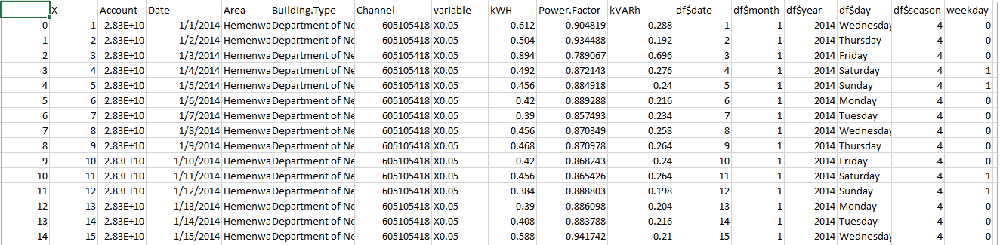 X Account Date Area Building.Type Channel variable kWH Power.Factor kVARh df$date df$month df$year df$day df$season weekday
0 1 2.83E+10 1/1/2014 Hemenwa Department of Ne 605105418 X0.05 0.612 0.904819 0.288 1 1 2014 Wednesday 4 0
1 2 2.83E+10 1/2/2014 Hemenwa Department of Ne 605105418 X0.05 0.504 0.934488 0.192 2 1 2014 Thursday 4 0
2 3 2.83E+10 1/3/2014 Hemenwa Department of Ne 605105418 X0.05 0.894 0.789067 0.696 3 1 2014 Friday 4 0
3 4 2.83E+10 1/4/2014 Hemenwa Department of Ne 605105418 X0.05 0.492 0.872143 0.276 4 1 2014 Saturday 4 1
4 5 2.83E+10 1/5/2014 Hemenwa Department of Ne 605105418 X0.05 0.456 0.884918 0.24 5 1 2014 Sunday 4 1
5 6 2.83E+10 1/6/2014 Hemenwa Department of Ne 605105418 X0.05 0.42 0.889288 0.216 6 1 2014 Monday 4 0
6 7 2.83E+10 1/7/2014 Hemenwa Department of Ne 605105418 X0.05 0.39 0.857493 0.234 7 1 2014 Tuesday 4 0
7 8 2.83E+10 1/8/2014 Hemenwa Department of Ne 605105418 X0.05 0.456 0.870349 0.258 8 1 2014 Wednesday 4 0
8 9 2.83E+10 1/9/2014 Hemenwa Department of Ne 605105418 X0.05 0.468 0.870978 0.264 9 1 2014 Thursday 4 0
9 10 2.83E+10 1/10/2014 Hemenwa Department of Ne 605105418 X0.05 0.42 0.868243 0.24 10 1 2014 Friday 4 0
10 11 2.83E+10 1/11/2014 Hemenwa Department of Ne 605105418 X0.05 0.456 0.865426 0.264 11 1 2014 Saturday 4 1
11 12 2.83E+10 1/12/2014 Hemenwa Department of Ne 605105418 X0.05 0.384 0.888803 0.198 12 1 2014 Sunday 4 1
12 13 2.83E+10 1/13/2014 Hemenwa Department of Ne 605105418 X0.05 0.39 0.886098 0.204 13 1 2014 Monday 4 0
13 14 2.83E+10 1/14/2014 Hemenwa Department of Ne 605105418 X0.05 0.408 0.883788 0.216 14 1 2014 Tuesday 4 0
14 15 2.83E+10 1/15/2014 Hemenwa Department of Ne 605105418 X0.05 0.588 0.941742 0.21 15 1 2014 Wednesday 4 0